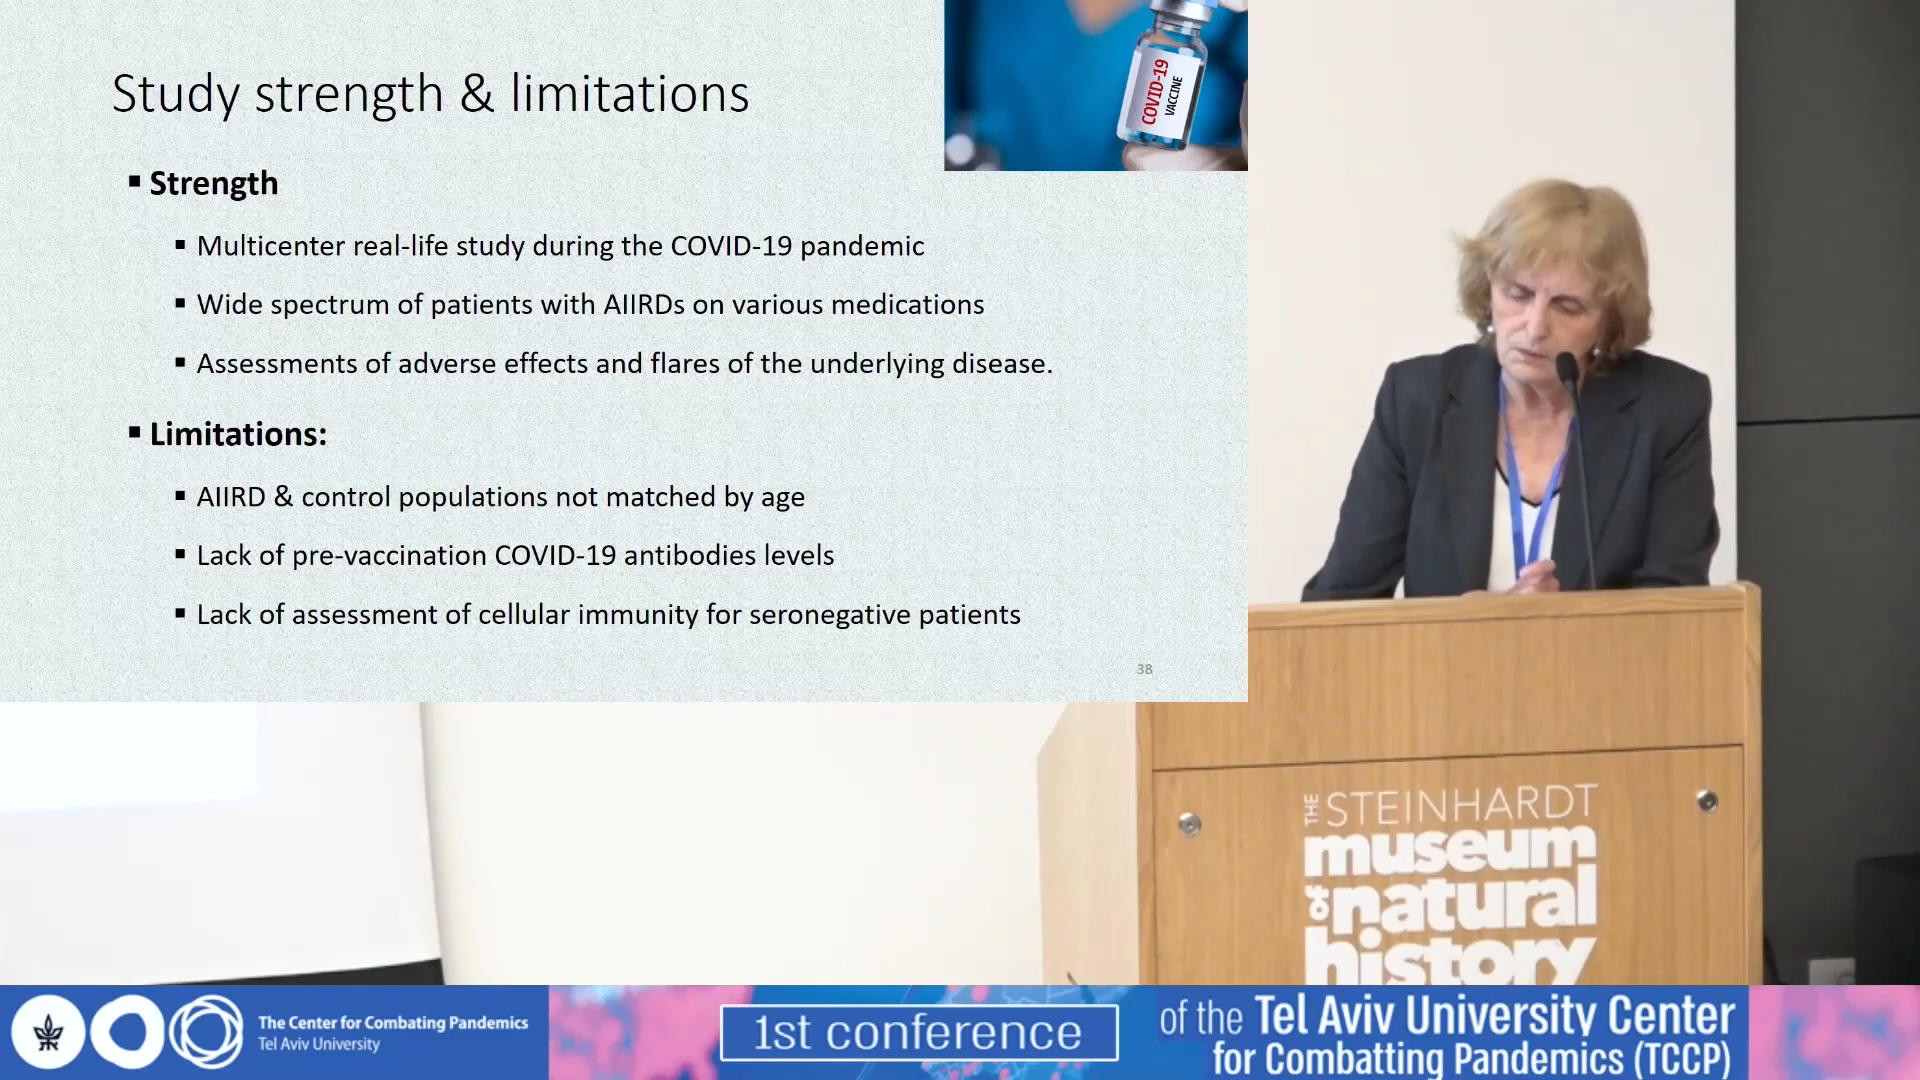 Study strength & limitations
COVID-19
VACCINE
▪ Strength
▪ Multicenter real-life study during the COVID-19 pandemic
▪ Wide spectrum of patients with AIIRDs on various medications
▪ Assessments of adverse effects and flares of the underlying disease.
▪ Limitations:
▪ AIIRD & control populations not matched by age
▪ Lack of pre-vaccination COVID-19 antibodies levels
▪ Lack of assessment of cellular immunity for seronegative patients
38
THE STEINHARDT
museum
of natural
history
The Center for Combating Pandemics
Tel Aviv University
1st conference
of the Tel Aviv University Center
for Combatting Pandemics (TCCP)